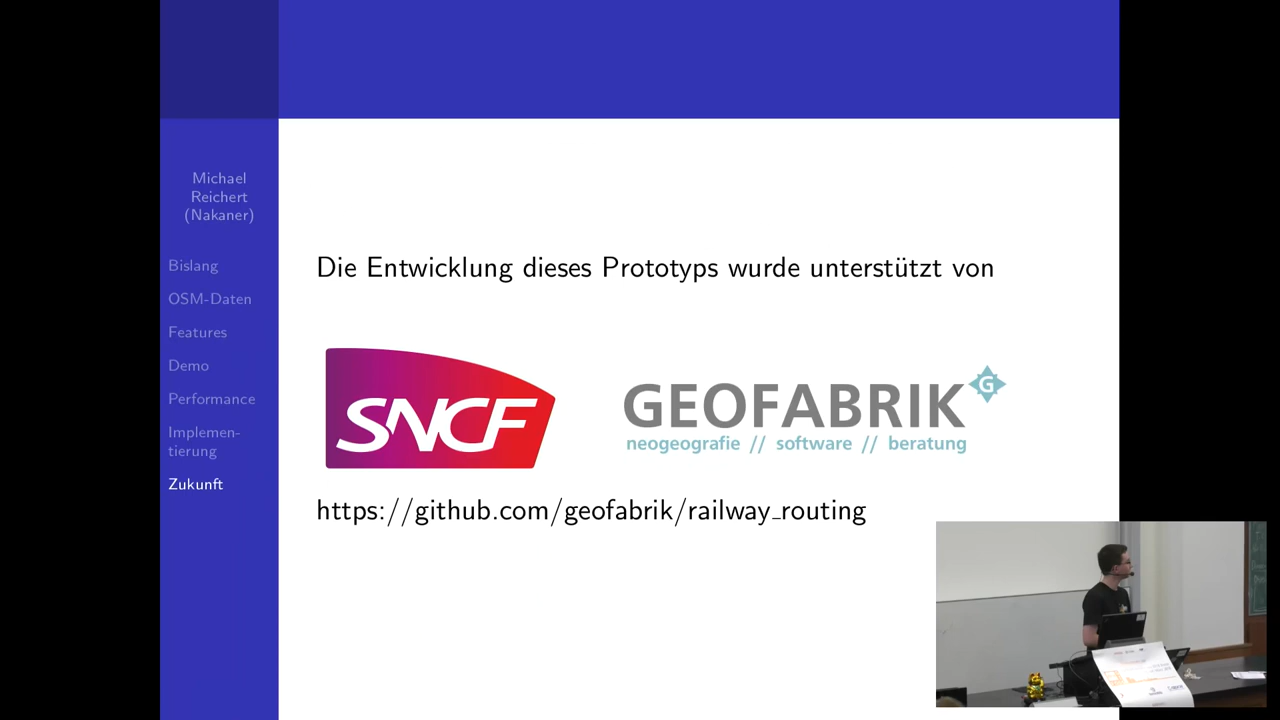 Michael
Reichert
(Nakaner)
Bislang
OSM-Daten
Features
Demo
Performance
Implemen-
tierung
Zukunft
Die Entwicklung dieses Prototyps wurde unterstützt von
SNCF
GEOFABRIK
G
neogeografie // software // beratung
https://github.com/geofabrik/railway_routing